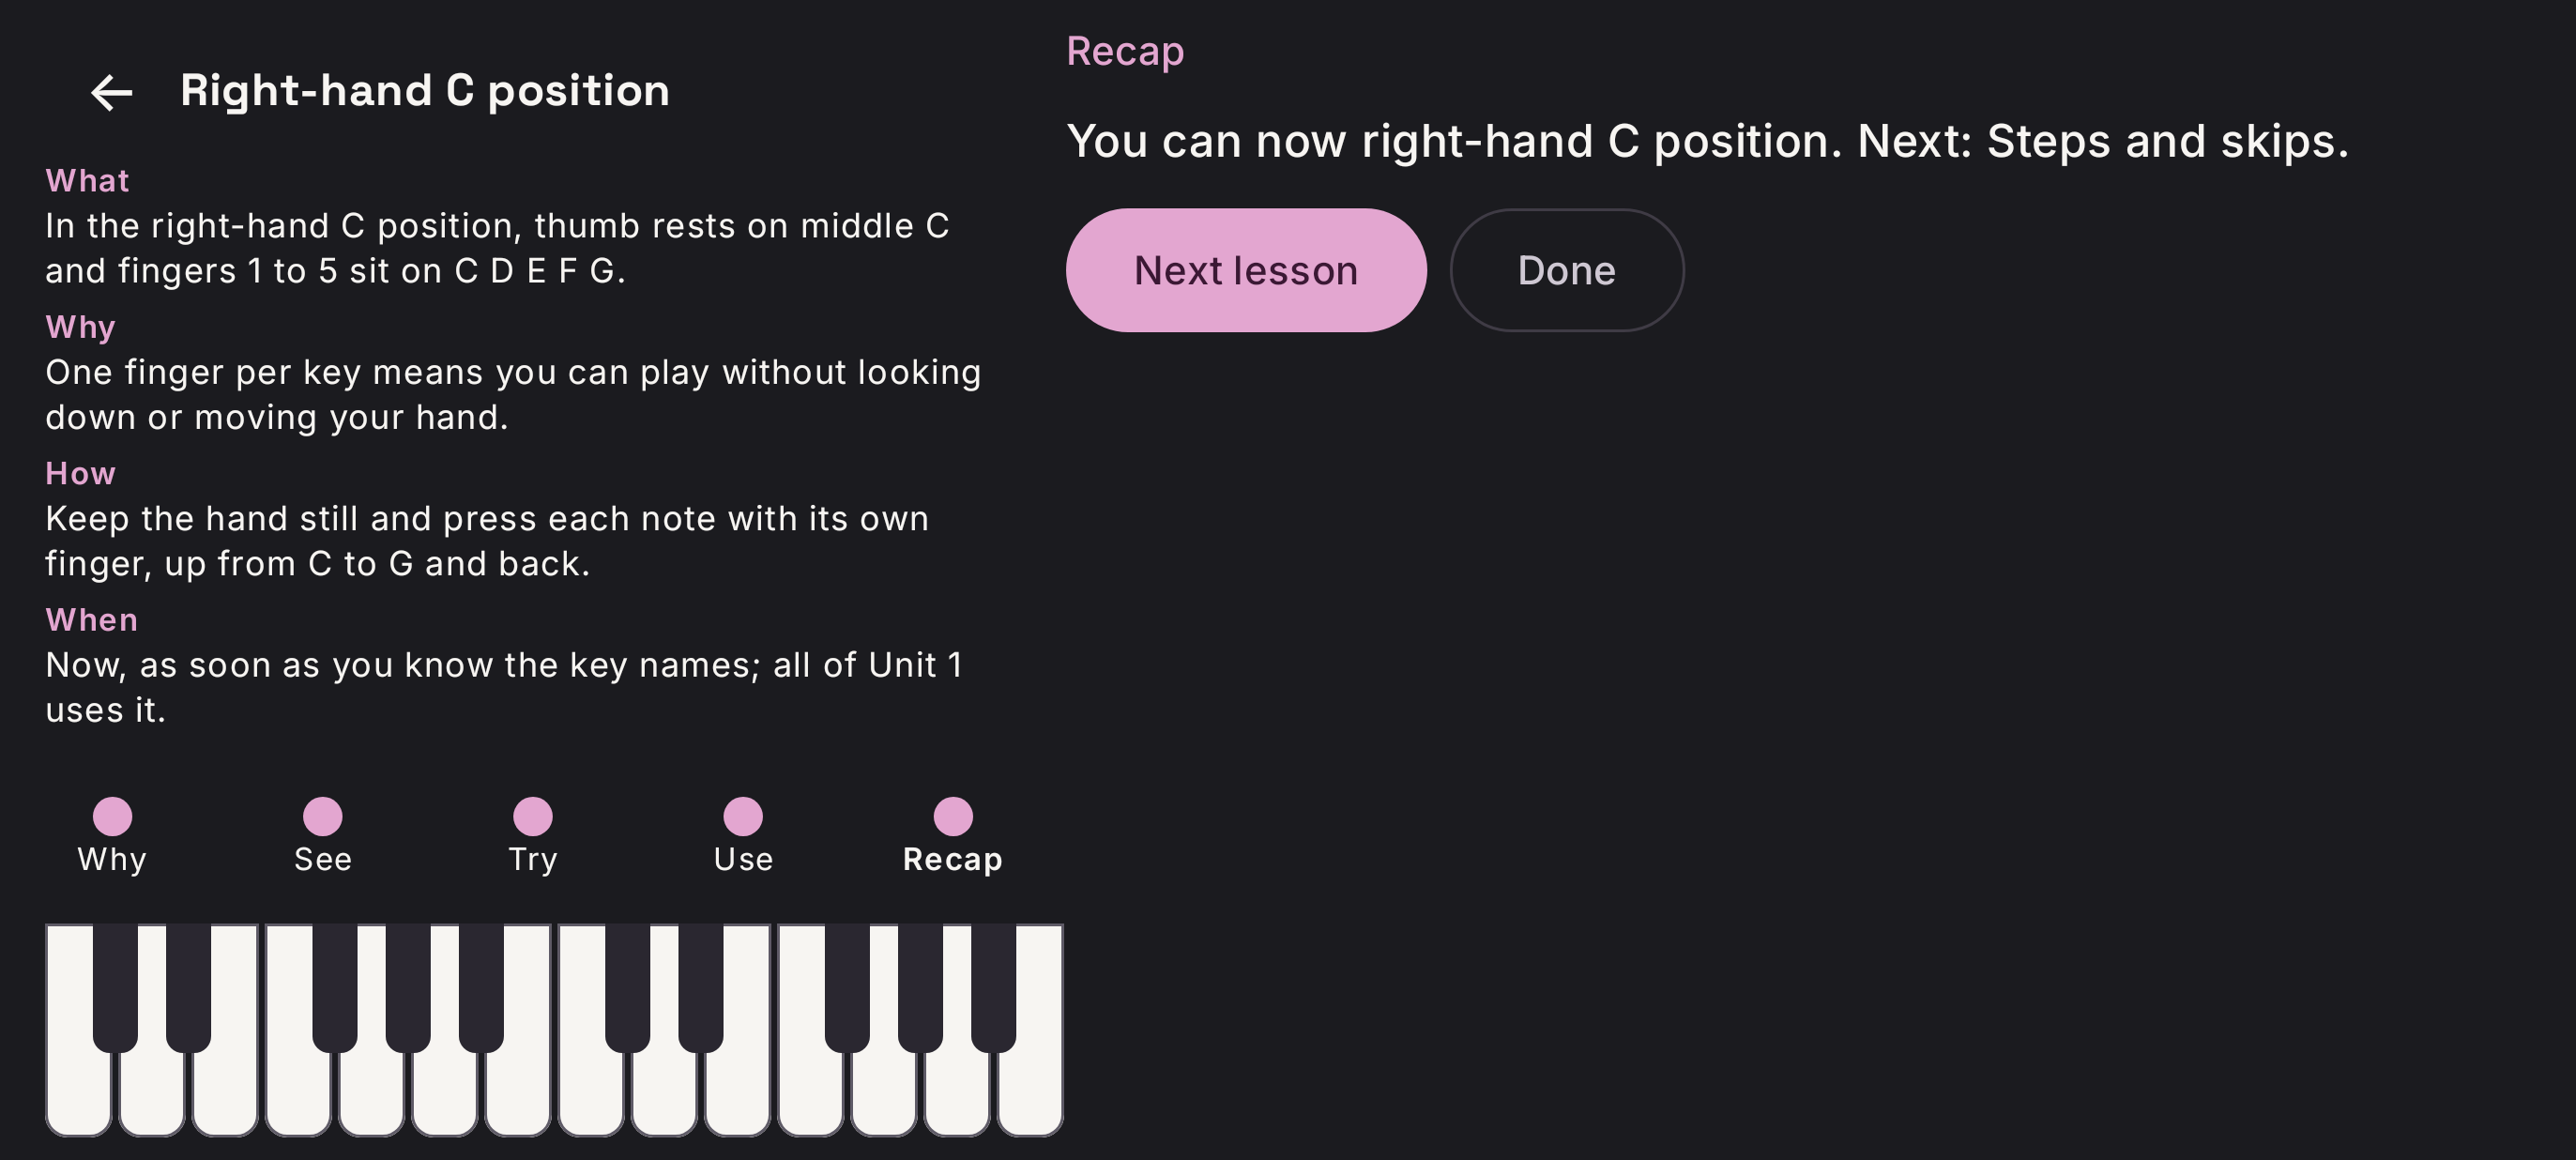 Right-hand C position
What
In the right-hand C position, thumb rests on middle C
and fingers 1 to 5 sit on C D E F G.
Why
One finger per key means you can play without looking
down or moving your hand.
How
Keep the hand still and press each note with its own
finger, up from C to G and back.
When
Now, as soon as you know the key names; all of Unit 1
uses it.
Why See Try Use Recap
Recap
You can now right-hand C position. Next: Steps and skips.
Next lesson Done